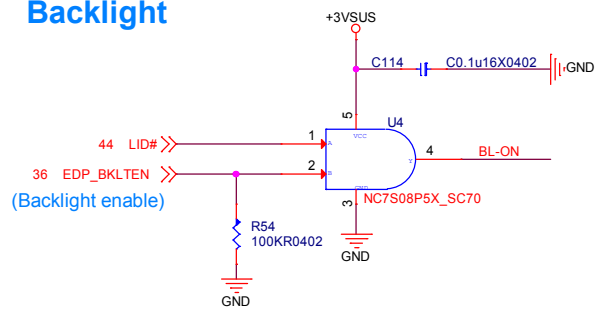 Backlight
+3VSUS
C114
C0.1u16X0402
GND
5
U4
VCC
44 LID#
1
A
4
BL-ON
Y
36 EDP_BKLTEN
2
B
(Backlight enable)
GND
3
NC7S08P5X_SC70
R54
100KR0402
GND
GND